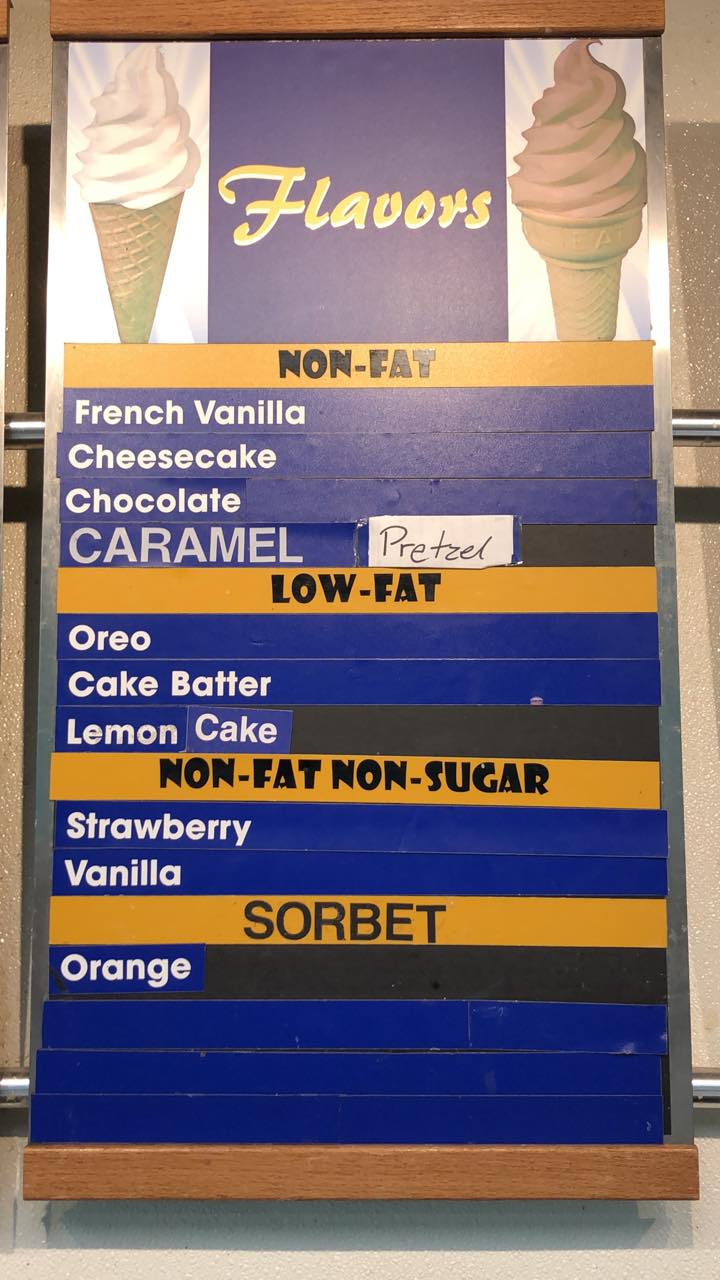 Flavors
NON-FAT
French Vanilla
Cheesecake
Chocolate
CARAMEL Pretzel
LOW-FAT
Oreo
Cake Batter
Lemon Cake
NON-FAT NON-SUGAR
Strawberry
Vanilla
SORBET
Orange